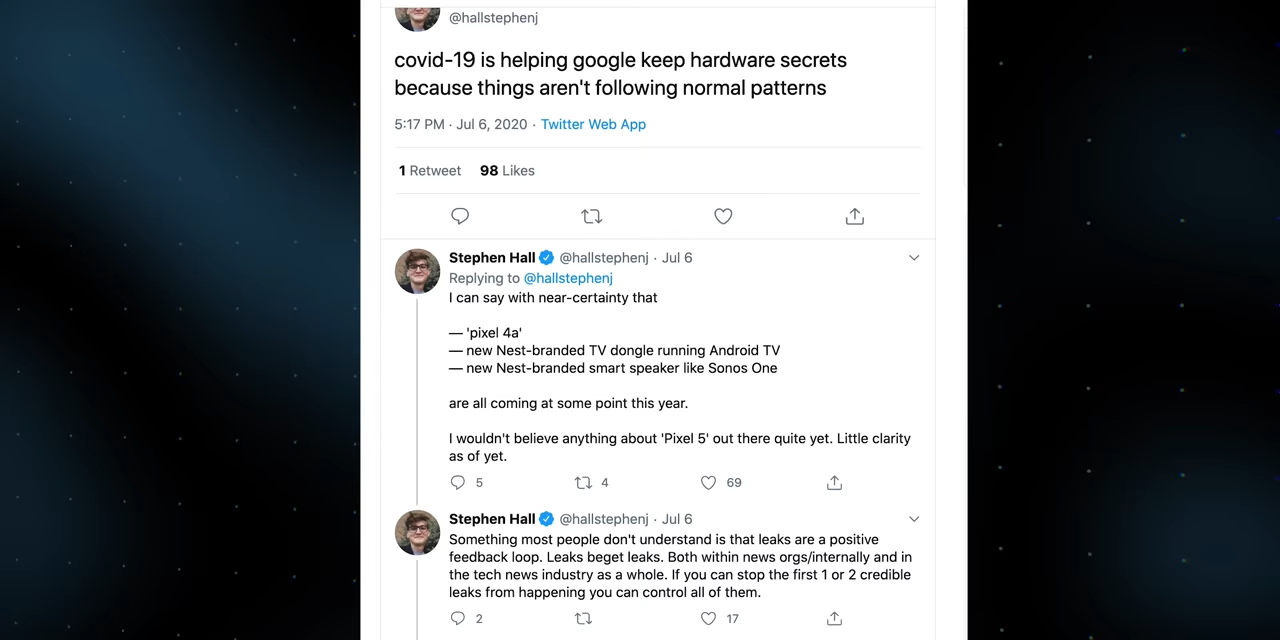 @hallstephenj
covid-19 is helping google keep hardware secrets
because things aren't following normal patterns
5:17 PM · Jul 6, 2020 · Twitter Web App
1 Retweet 98 Likes
Stephen Hall @hallstephenj · Jul 6
Replying to @hallstephenj
I can say with near-certainty that
— 'pixel 4a'
— new Nest-branded TV dongle running Android TV
— new Nest-branded smart speaker like Sonos One
are all coming at some point this year.
I wouldn't believe anything about 'Pixel 5' out there quite yet. Little clarity
as of yet.
5 4 69
Stephen Hall @hallstephenj · Jul 6
Something most people don't understand is that leaks are a positive
feedback loop. Leaks beget leaks. Both within news orgs/internally and in
the tech news industry as a whole. If you can stop the first 1 or 2 credible
leaks from happening you can control all of them.
2 17